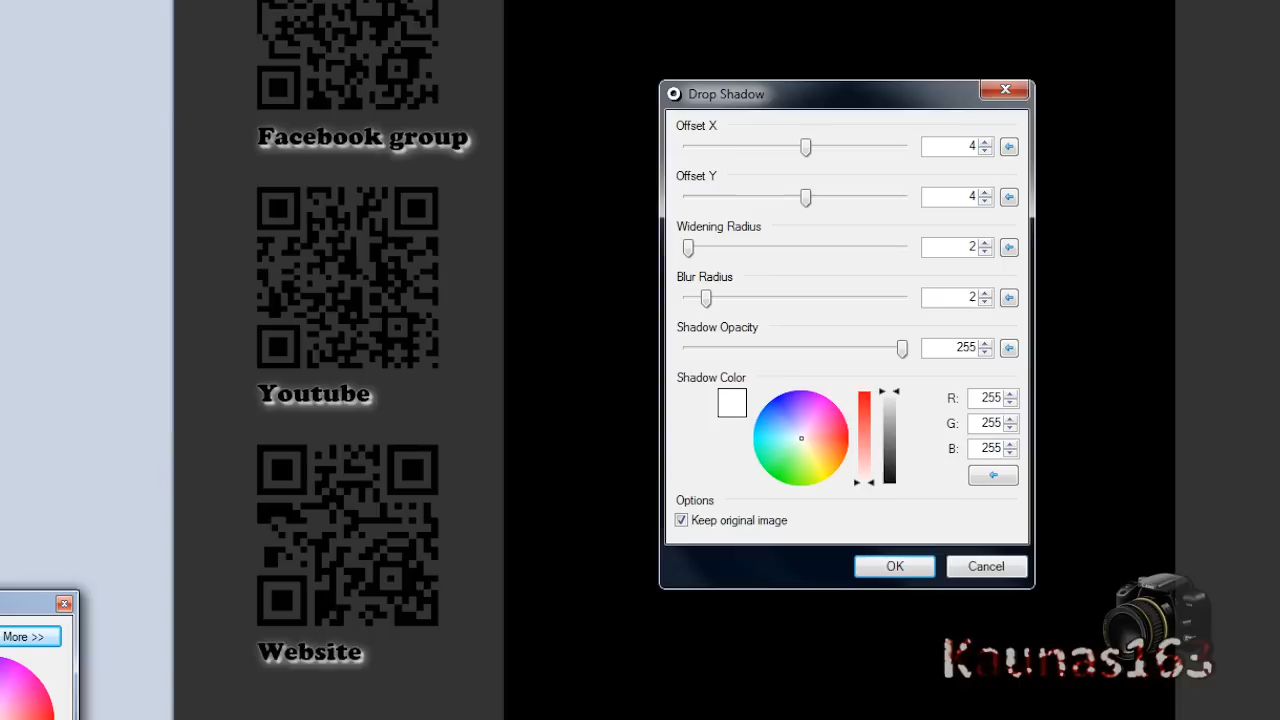 Facebook group
Youtube
Website
More >>
Drop Shadow
Offset X
4
Offset Y
4
Widening Radius
2
Blur Radius
2
Shadow Opacity
255
Shadow Color
R: 255
G: 255
B: 255
Options
Keep original image
OK Cancel
Kaunas163